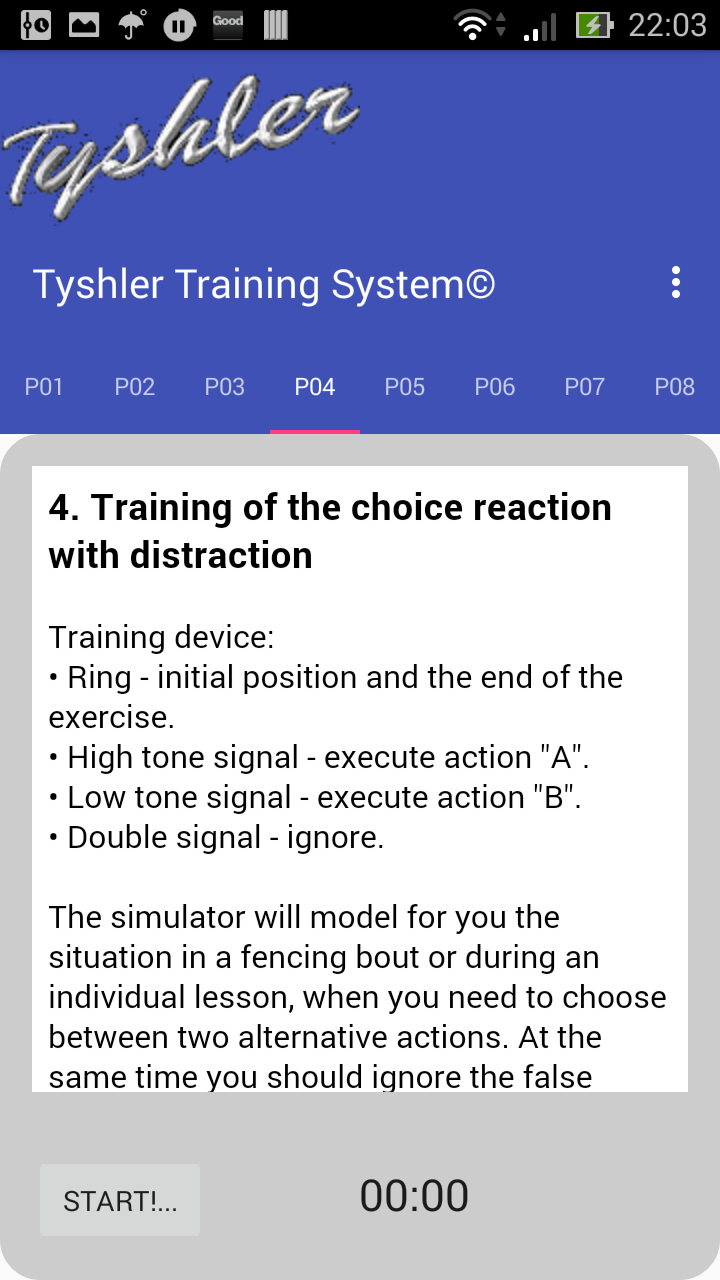 Good
22:03
Tyshler
Tyshler Training System©
P01 P02 P03 P04 P05 P06 P07 P08
4. Training of the choice reaction
with distraction
Training device:
• Ring - initial position and the end of the
exercise.
• High tone signal - execute action "A".
• Low tone signal - execute action "B".
• Double signal - ignore.
The simulator will model for you the
situation in a fencing bout or during an
individual lesson, when you need to choose
between two alternative actions. At the
same time you should ignore the false
START!...
00:00